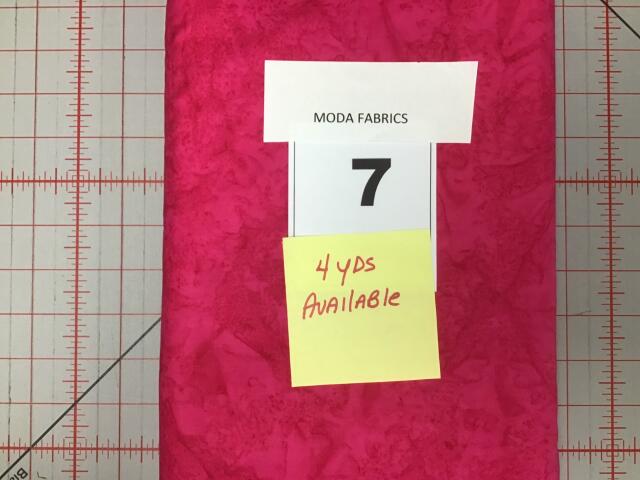 MODA FABRICS
7
4 YDS
AVAILABLE